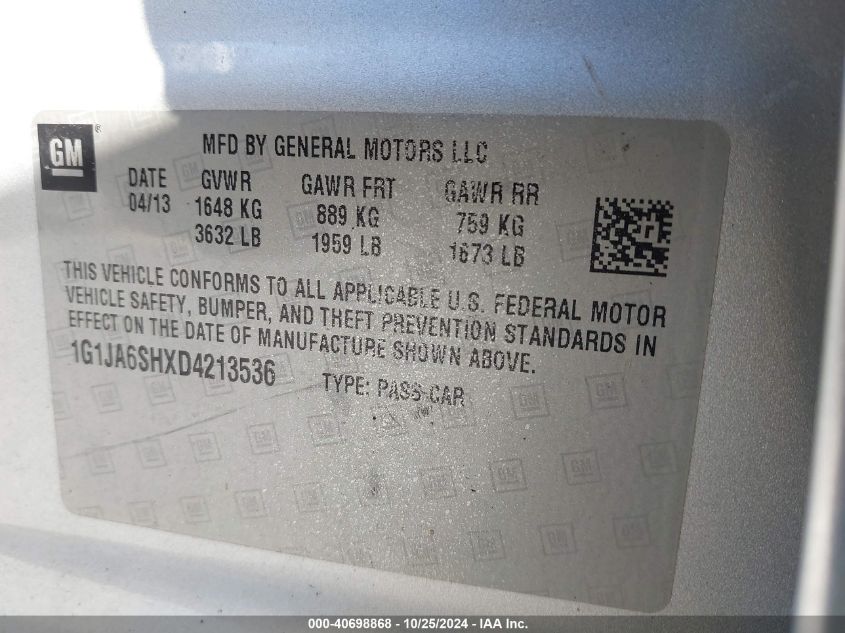 GM ®
MFD BY GENERAL MOTORS LLC
DATE GVWR GAWR FRT GAWR RR
04/13 1648 KG 889 KG 759 KG
3632 LB 1959 LB 1673 LB
THIS VEHICLE CONFORMS TO ALL APPLICABLE U.S. FEDERAL MOTOR
VEHICLE SAFETY, BUMPER, AND THEFT PREVENTION STANDARDS IN
EFFECT ON THE DATE OF MANUFACTURE SHOWN ABOVE.
1G1JA6SHXD4213536 TYPE: PASS CAR
000-40698868 - 10/25/2024 - IAA Inc.